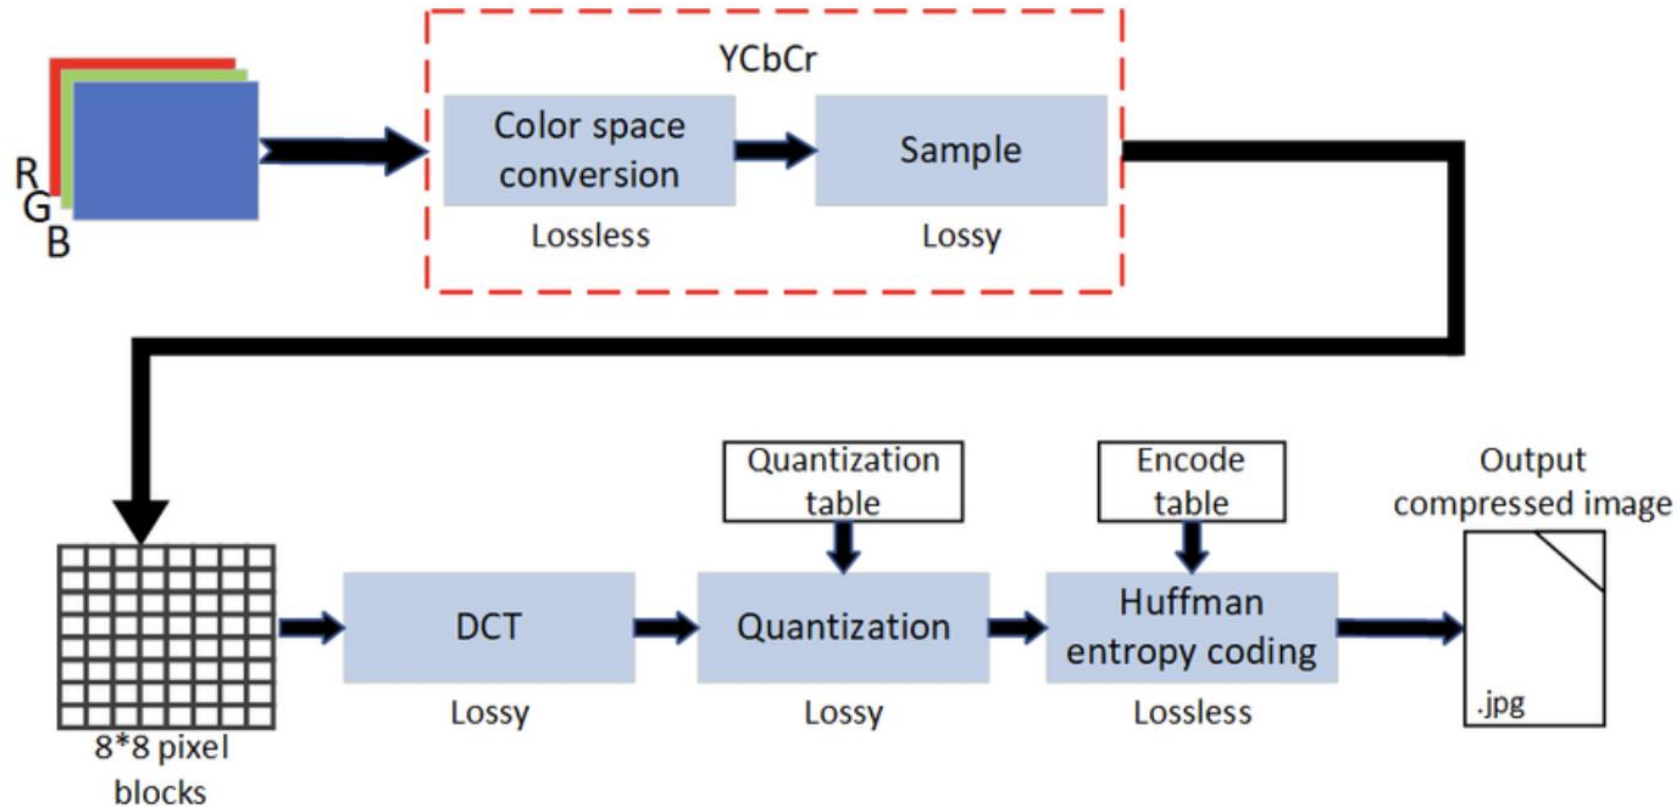 YCbCr
R
G
B
Color space
conversion
Sample
Lossless
Lossy
Quantization
table
Encode
table
Output
compressed image
DCT
Quantization
Huffman
entropy coding
.jpg
Lossy
Lossy
Lossless
8*8 pixel
blocks